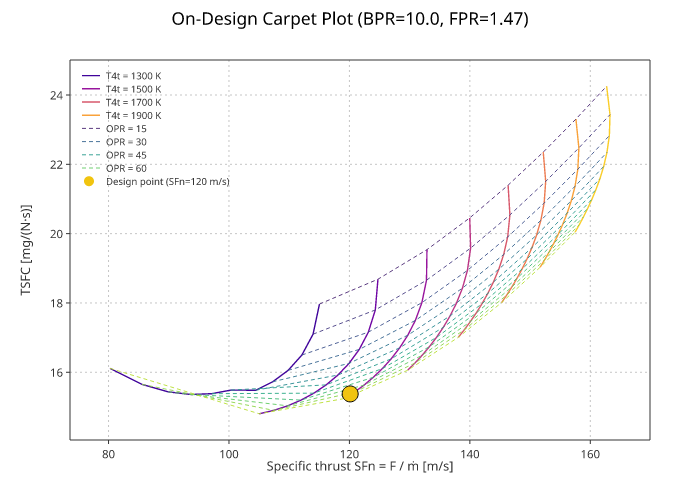 On-Design Carpet Plot (BPR=10.0, FPR=1.47)
T4t = 1300 K
T4t = 1500 K
T4t = 1700 K
T4t = 1900 K
OPR = 15
OPR = 30
OPR = 45
OPR = 60
Design point (SFn=120 m/s)
TSFC [mg/(N·s)]
24
22
20
18
16
80
100
120
140
160
Specific thrust SFn = F / ṁ [m/s]